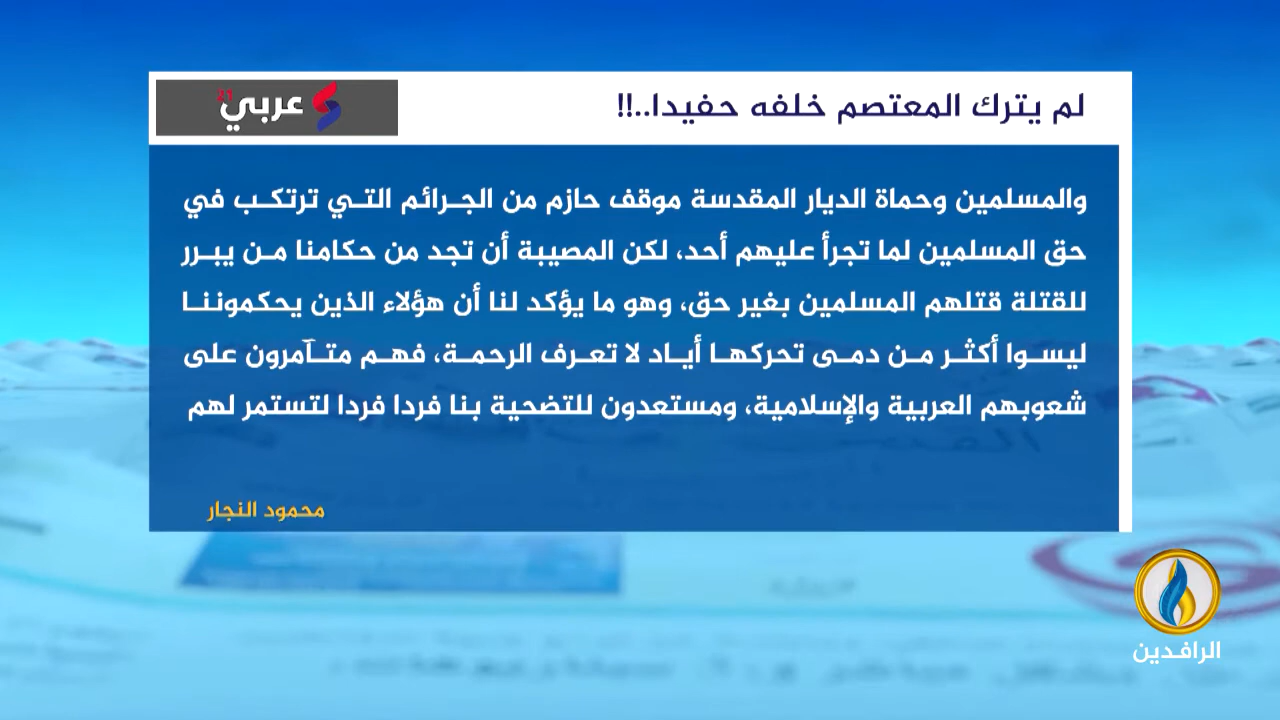 لم يترك المعتصم خلفه حفيدا..!!
عربي21
والمسلمين وحماة الديار المقدسة موقف حازم من الجرائم التي ترتكب في
حق المسلمين لما تجرأ عليهم أحد، لكن المصيبة أن تجد من حكامنا من يبرر
للقتلة قتلهم المسلمين بغير حق، وهو ما يؤكد لنا أن هؤلاء الذين يحكموننا
ليسوا أكثر من دمى تحركها أياد لا تعرف الرحمة، فهم متآمرون على
شعوبهم العربية والإسلامية، ومستعدون للتضحية بنا فردا فردا لتستمر لهم
محمود النجار
الرافدين